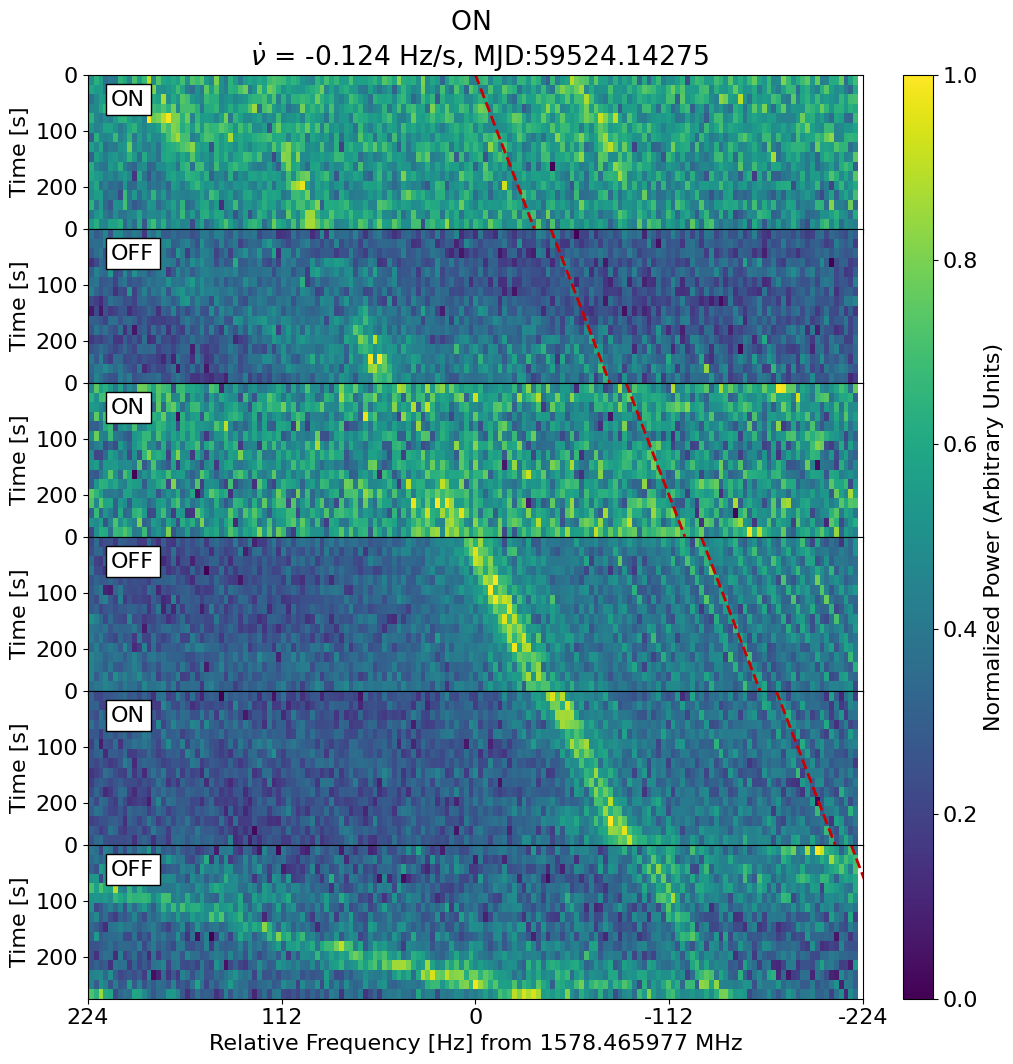 ON
ν̇ = -0.124 Hz/s, MJD:59524.14275
0
ON
100
Time [s]
200
0
OFF
100
Time [s]
200
0
ON
100
Time [s]
200
0
OFF
100
Time [s]
200
0
ON
100
Time [s]
200
0
OFF
100
Time [s]
200
224 112 0 -112 -224
Relative Frequency [Hz] from 1578.465977 MHz
1.0
0.8
0.6
0.4
0.2
0.0
Normalized Power (Arbitrary Units)